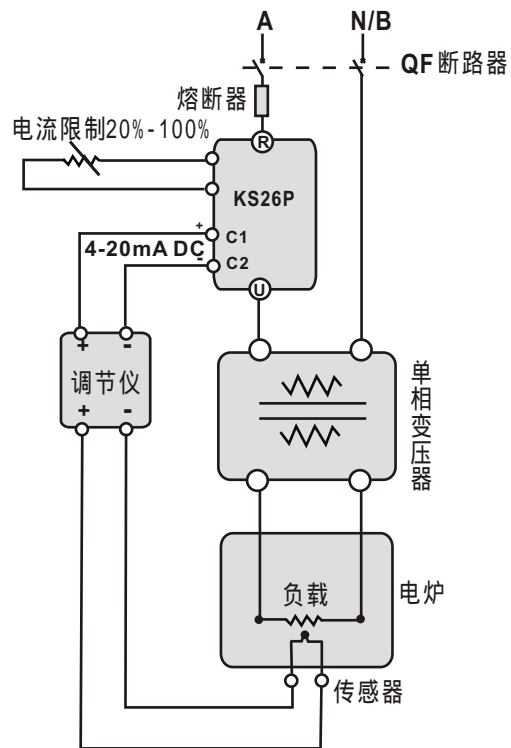 A
N/B
QF断路器
熔断器
R
电流限制20%-100%
KS26P
+
C1
4-20mA DC
-
C2
U
+ -
调节仪
+ -
单相变压器
负载
电炉
传感器